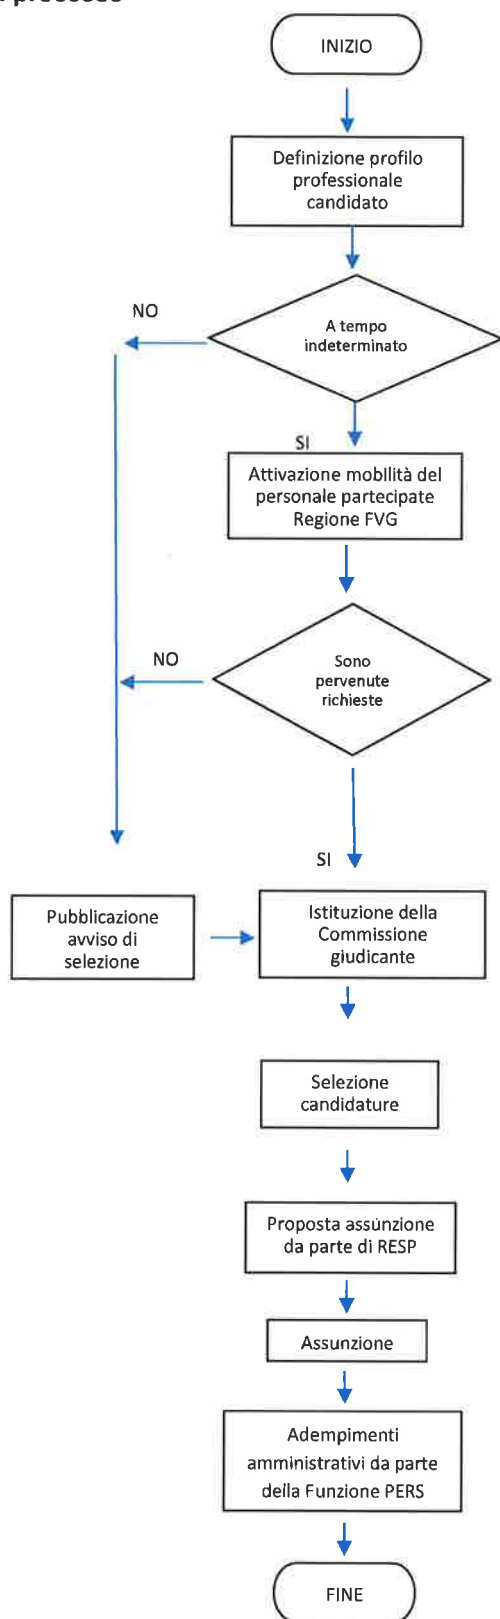 processo
INIZIO
Definizione profilo
professionale
candidato
NO
A tempo
indeterminato
SI
Attivazione mobilità del
personale partecipate
Regione FVG
NO
Sono
pervenute
richieste
SI
Pubblicazione
avviso di
selezione
Istituzione della
Commissione
giudicante
Selezione
candidature
Proposta assunzione
da parte di RESP
Assunzione
Adempimenti
amministrativi da parte
della Funzione PERS
FINE